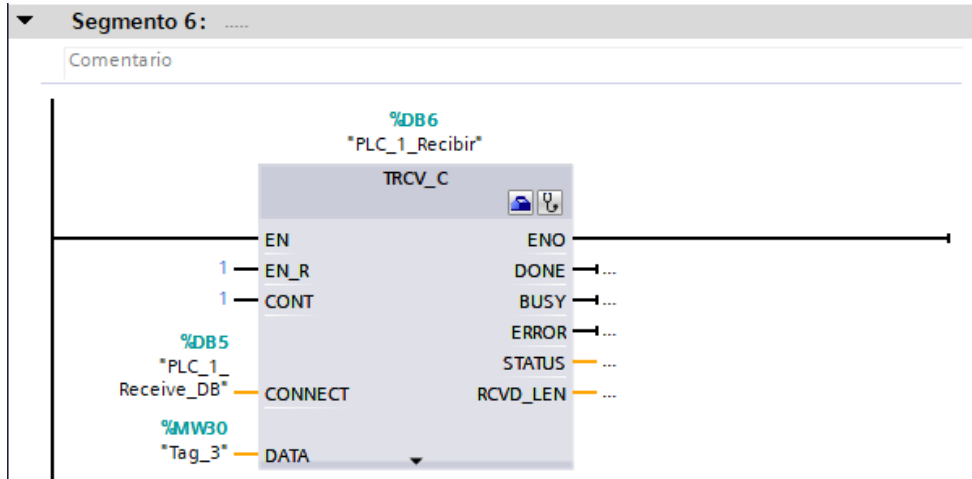 Segmento 6: .....
Comentario
%DB6
"PLC_1_Recibir"
TRCV_C
EN ENO
1 EN_R DONE ...
1 CONT BUSY ...
ERROR ...
%DB5
"PLC_1_ STATUS ...
Receive_DB" CONNECT RCVD_LEN ...
%MW30
"Tag_3" DATA